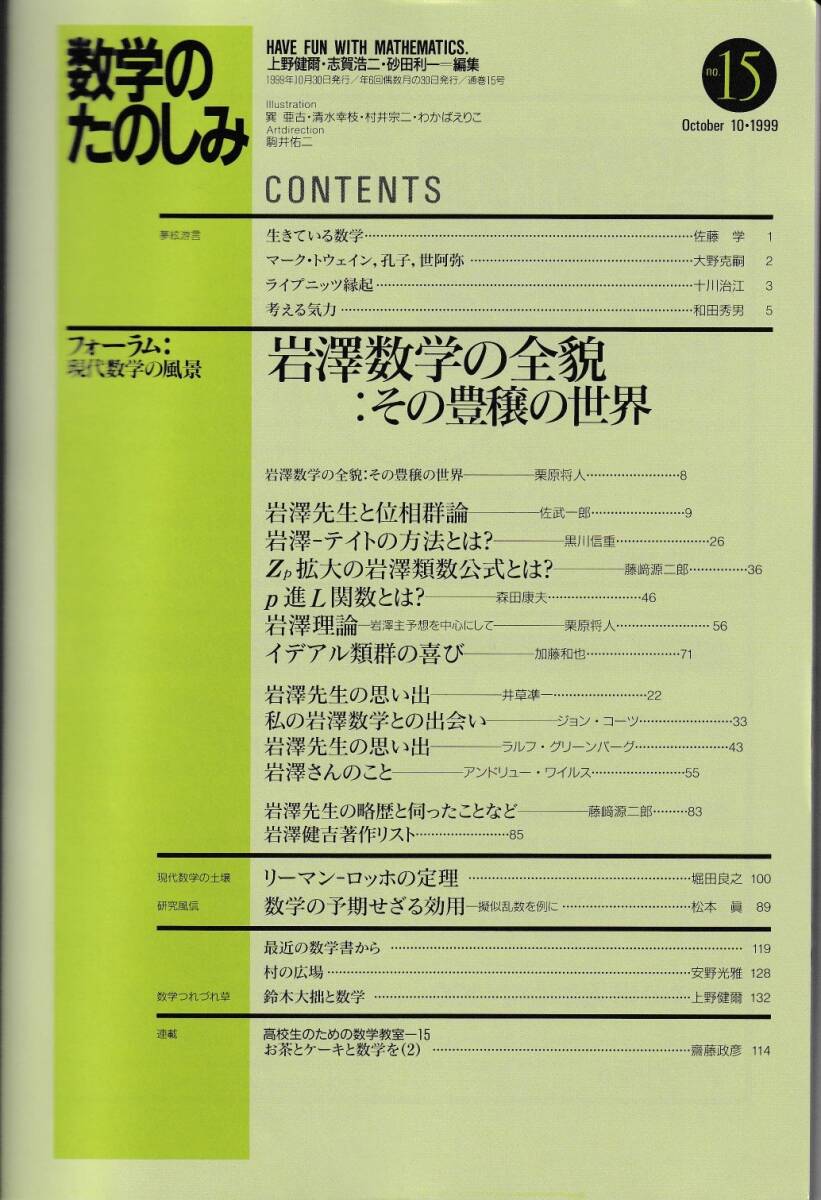 数学の
たのしみ
HAVE FUN WITH MATHEMATICS.
上野健爾・志賀浩二・砂田利一＝編集
1999年10月30日発行／年6回偶数月の30日発行／通巻15号
Illustration
巽 亜古・清水幸枝・村井宗二・わかばえりこ
Artdirection
駒井佑二
no.15
October 10・1999
CONTENTS
夢絃游言 生きている数学……佐藤 学 1
マーク・トウェイン，孔子，世阿弥……大野克嗣 2
ライプニッツ縁起……十川治江 3
考える気力……和田秀男 5
フォーラム：
現代数学の風景
岩澤数学の全貌
：その豊穣の世界
岩澤数学の全貌：その豊穣の世界──栗原将人……8
岩澤先生と位相群論──佐武一郎……9
岩澤-テイトの方法とは?──黒川信重……26
Zp拡大の岩澤類数公式とは?──藤﨑源二郎……36
p進L関数とは?──森田康夫……46
岩澤理論─岩澤主予想を中心にして──栗原将人……56
イデアル類群の喜び──加藤和也……71
岩澤先生の思い出──井草凖一……22
私の岩澤数学との出会い──ジョン・コーツ……33
岩澤先生の思い出──ラルフ・グリーンバーグ……43
岩澤さんのこと──アンドリュー・ワイルス……55
岩澤先生の略歴と伺ったことなど──藤﨑源二郎……83
岩澤健吉著作リスト……85
現代数学の土壌 リーマン-ロッホの定理……堀田良之 100
研究風信 数学の予期せざる効用─擬似乱数を例に……松本 眞 89
最近の数学書から……119
村の広場……安野光雅 128
数学つれづれ草 鈴木大拙と数学……上野健爾 132
連載 高校生のための数学教室─15
お茶とケーキと数学を(2)……齋藤政彦 114